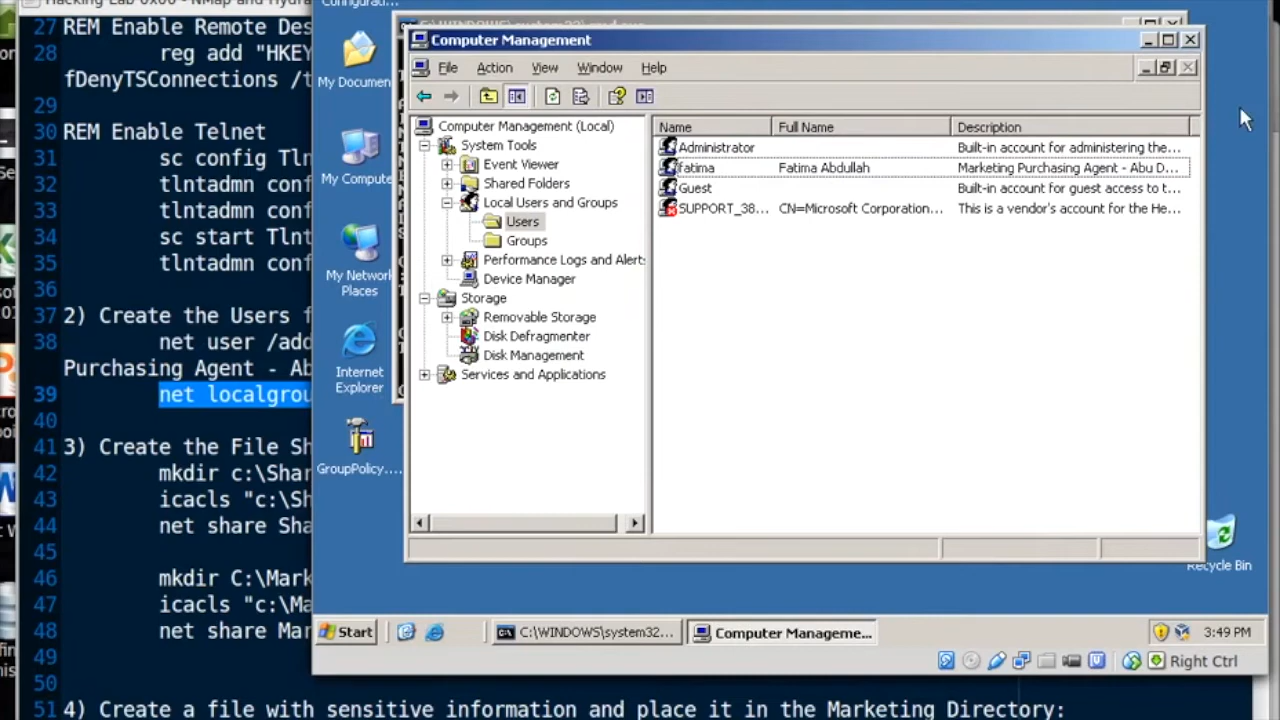 Hacking Lab 0x06 - NMap and Hydra
27 REM Enable Remote Des
28 reg add "HKEY
fDenyTSConnections /t
29
30 REM Enable Telnet
31 sc config Tln
32 tlntadmn conf
33 tlntadmn conf
34 sc start Tlnt
35 tlntadmn conf
36
37 2) Create the Users f
38 net user /add
Purchasing Agent - Ab
39 net localgrou
40
41 3) Create the File Sh
42 mkdir c:\Shar
43 icacls "c:\Sh
44 net share Sha
45
46 mkdir C:\Mark
47 icacls "c:\Ma
48 net share Mar
49
50
51 4) Create a file with sensitive information and place it in the Marketing Directory:
My Documen
My Compute
My Network
Places
Internet
Explorer
GroupPolicy....
C:\WINDOWS\system32\cmd.exe
Computer Management
File Action View Window Help
Computer Management (Local)
System Tools
Event Viewer
Shared Folders
Local Users and Groups
Users
Groups
Performance Logs and Alerts
Device Manager
Storage
Removable Storage
Disk Defragmenter
Disk Management
Services and Applications
Name Full Name Description
Administrator Built-in account for administering the...
fatima Fatima Abdullah Marketing Purchasing Agent - Abu D...
Guest Built-in account for guest access to t...
SUPPORT_38... CN=Microsoft Corporation... This is a vendor's account for the He...
Recycle Bin
Start C:\WINDOWS\system32... Computer Manageme... 3:49 PM
Right Ctrl